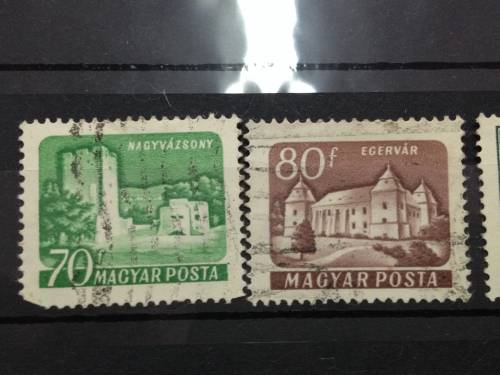 NAGYVÁZSONY
70f
MAGYAR POSTA
80f
EGERVÁR
MAGYAR POSTA